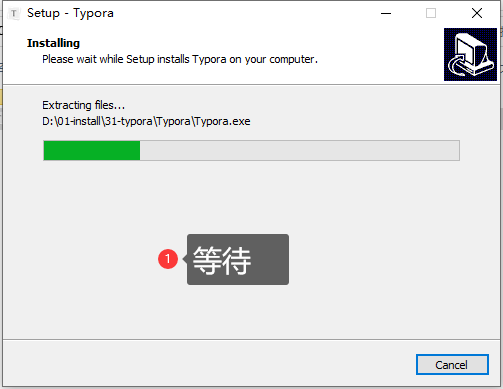 T Setup - Typora
Installing
Please wait while Setup installs Typora on your computer.
Extracting files...
D:\01-install\31-typora\Typora\Typora.exe
1 等待
Cancel